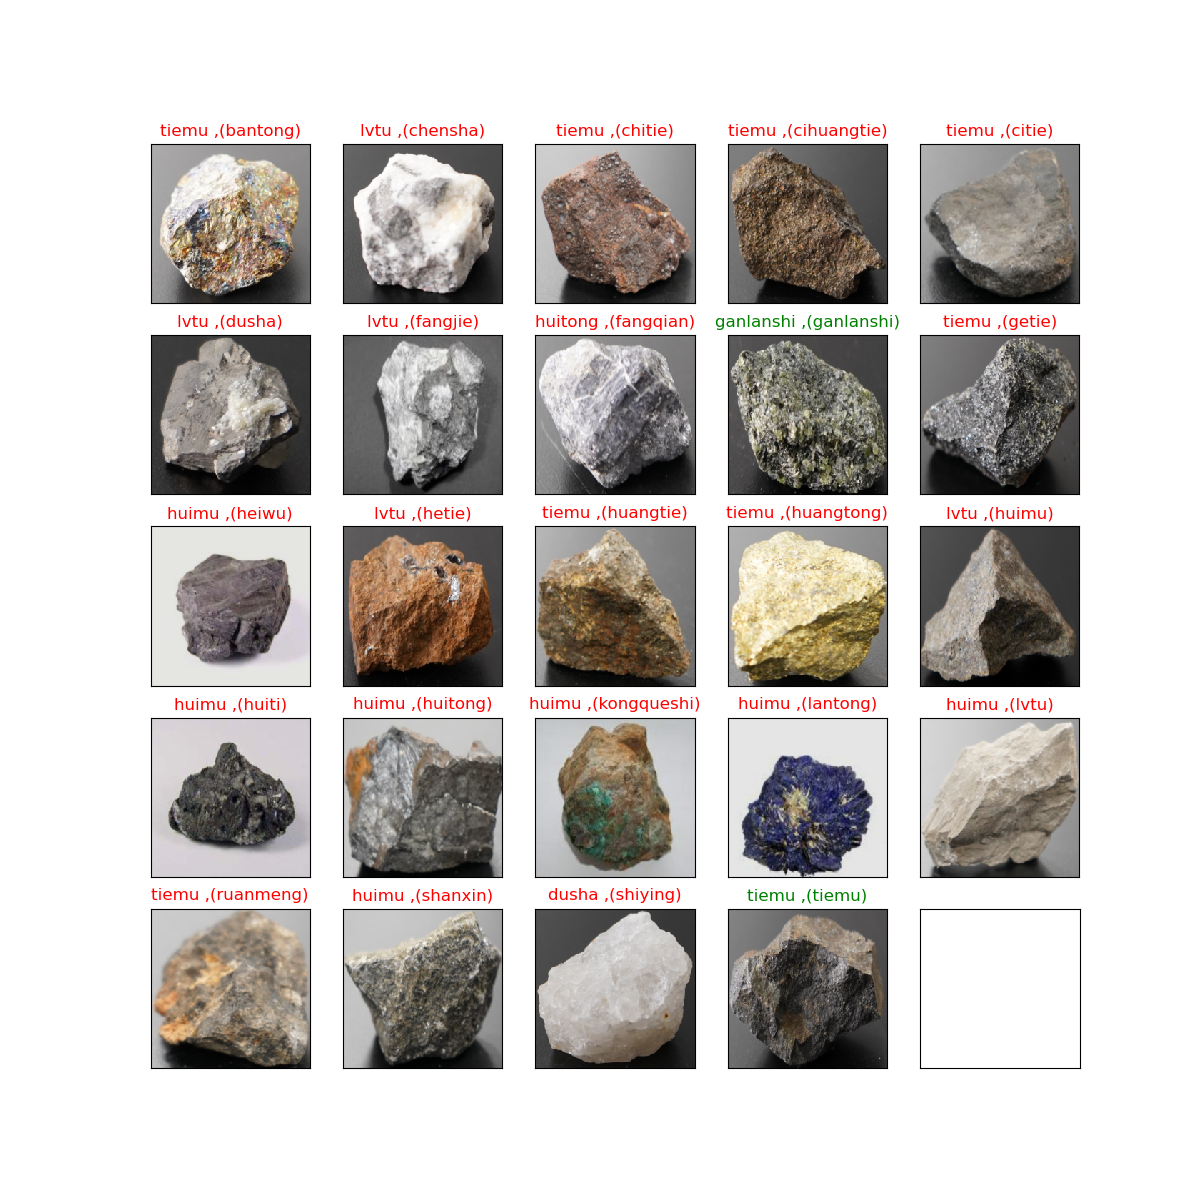 tiemu ,(bantong)
lvtu ,(chensha)
tiemu ,(chitie)
tiemu ,(cihuangtie)
tiemu ,(citie)
lvtu ,(dusha)
lvtu ,(fangjie)
huitong ,(fangqian)
ganlanshi ,(ganlanshi)
tiemu ,(getie)
huimu ,(heiwu)
lvtu ,(hetie)
tiemu ,(huangtie)
tiemu ,(huangtong)
lvtu ,(huimu)
huimu ,(huiti)
huimu ,(huitong)
huimu ,(kongqueshi)
huimu ,(lantong)
huimu ,(lvtu)
tiemu ,(ruanmeng)
huimu ,(shanxin)
dusha ,(shiying)
tiemu ,(tiemu)